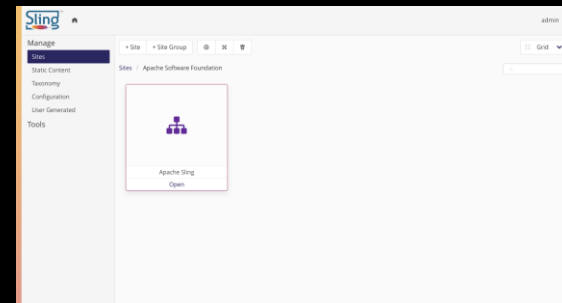 Sling
admin
Manage
Sites
Static Content
Taxonomy
Configuration
User Generated
Tools
+ Site + Site Group
Grid
Sites / Apache Software Foundation
Apache Sling
Open